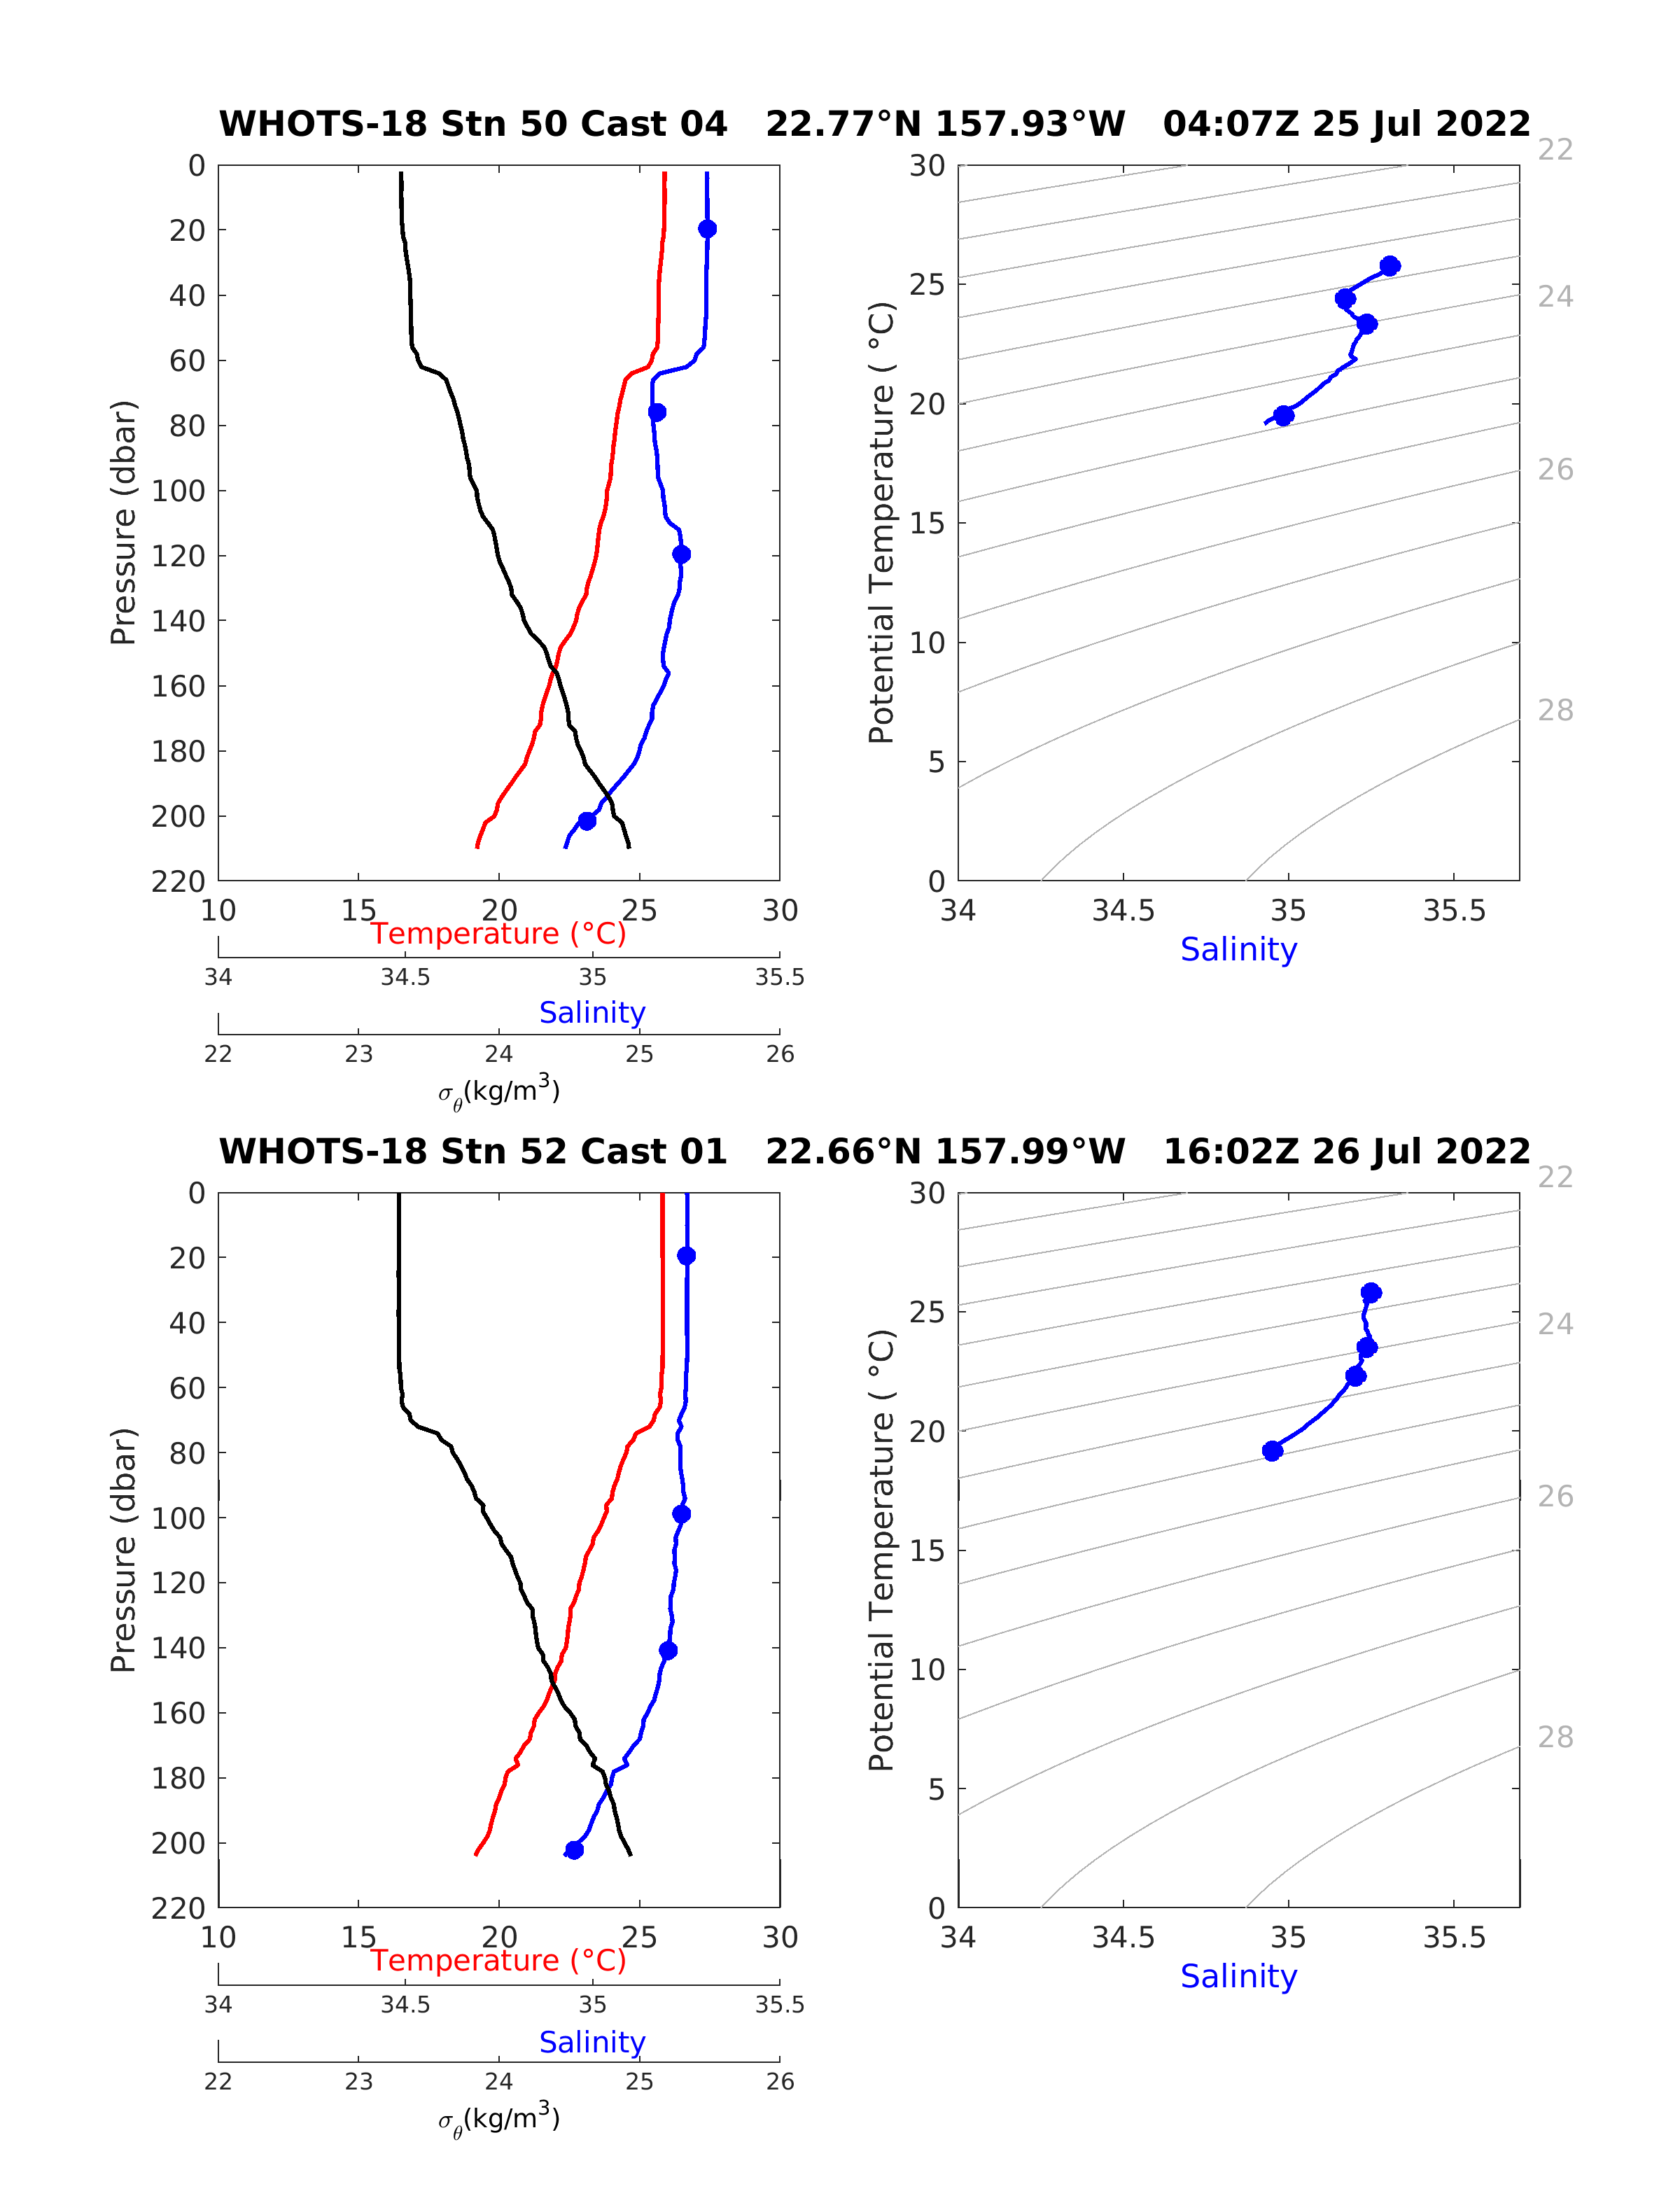 WHOTS-18 Stn 50 Cast 04   22.77°N 157.93°W   04:07Z 25 Jul 2022
0
20
40
60
80
100
120
140
160
180
200
220
Pressure (dbar)
10 15 20 25 30
Temperature (°C)
34 34.5 35 35.5
Salinity
22 23 24 25 26
σθ(kg/m3)
30
25
20
15
10
5
0
Potential Temperature ( °C)
34 34.5 35 35.5
Salinity
22
24
26
28
WHOTS-18 Stn 52 Cast 01   22.66°N 157.99°W   16:02Z 26 Jul 2022
0
20
40
60
80
100
120
140
160
180
200
220
Pressure (dbar)
10 15 20 25 30
Temperature (°C)
34 34.5 35 35.5
Salinity
22 23 24 25 26
σθ(kg/m3)
30
25
20
15
10
5
0
Potential Temperature ( °C)
34 34.5 35 35.5
Salinity
22
24
26
28